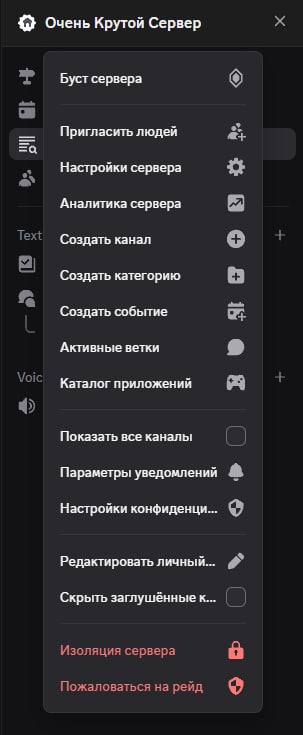 Очень Крутой Сервер
Буст сервера
Пригласить людей
Настройки сервера
Аналитика сервера
Создать канал
Создать категорию
Создать событие
Активные ветки
Каталог приложений
Text
Voic
Показать все каналы
Параметры уведомлений
Настройки конфиденци...
Редактировать личный...
Скрыть заглушённые к...
Изоляция сервера
Пожаловаться на рейд